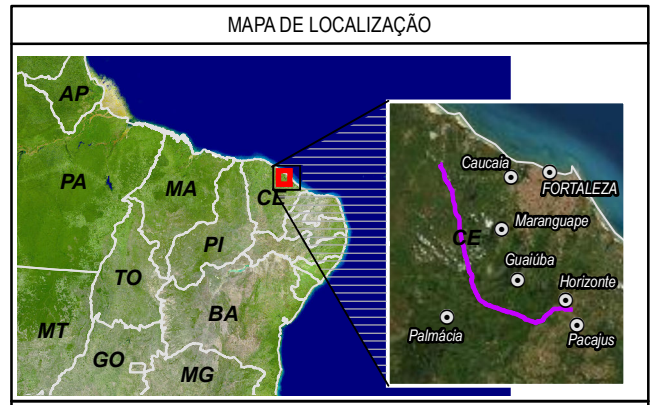 MAPA DE LOCALIZAÇÃO
AP
PA
MA
CE
PI
TO
BA
MT
GO
MG
Caucaia
FORTALEZA
CE
Maranguape
Guaiúba
Horizonte
Palmácia
Pacajus